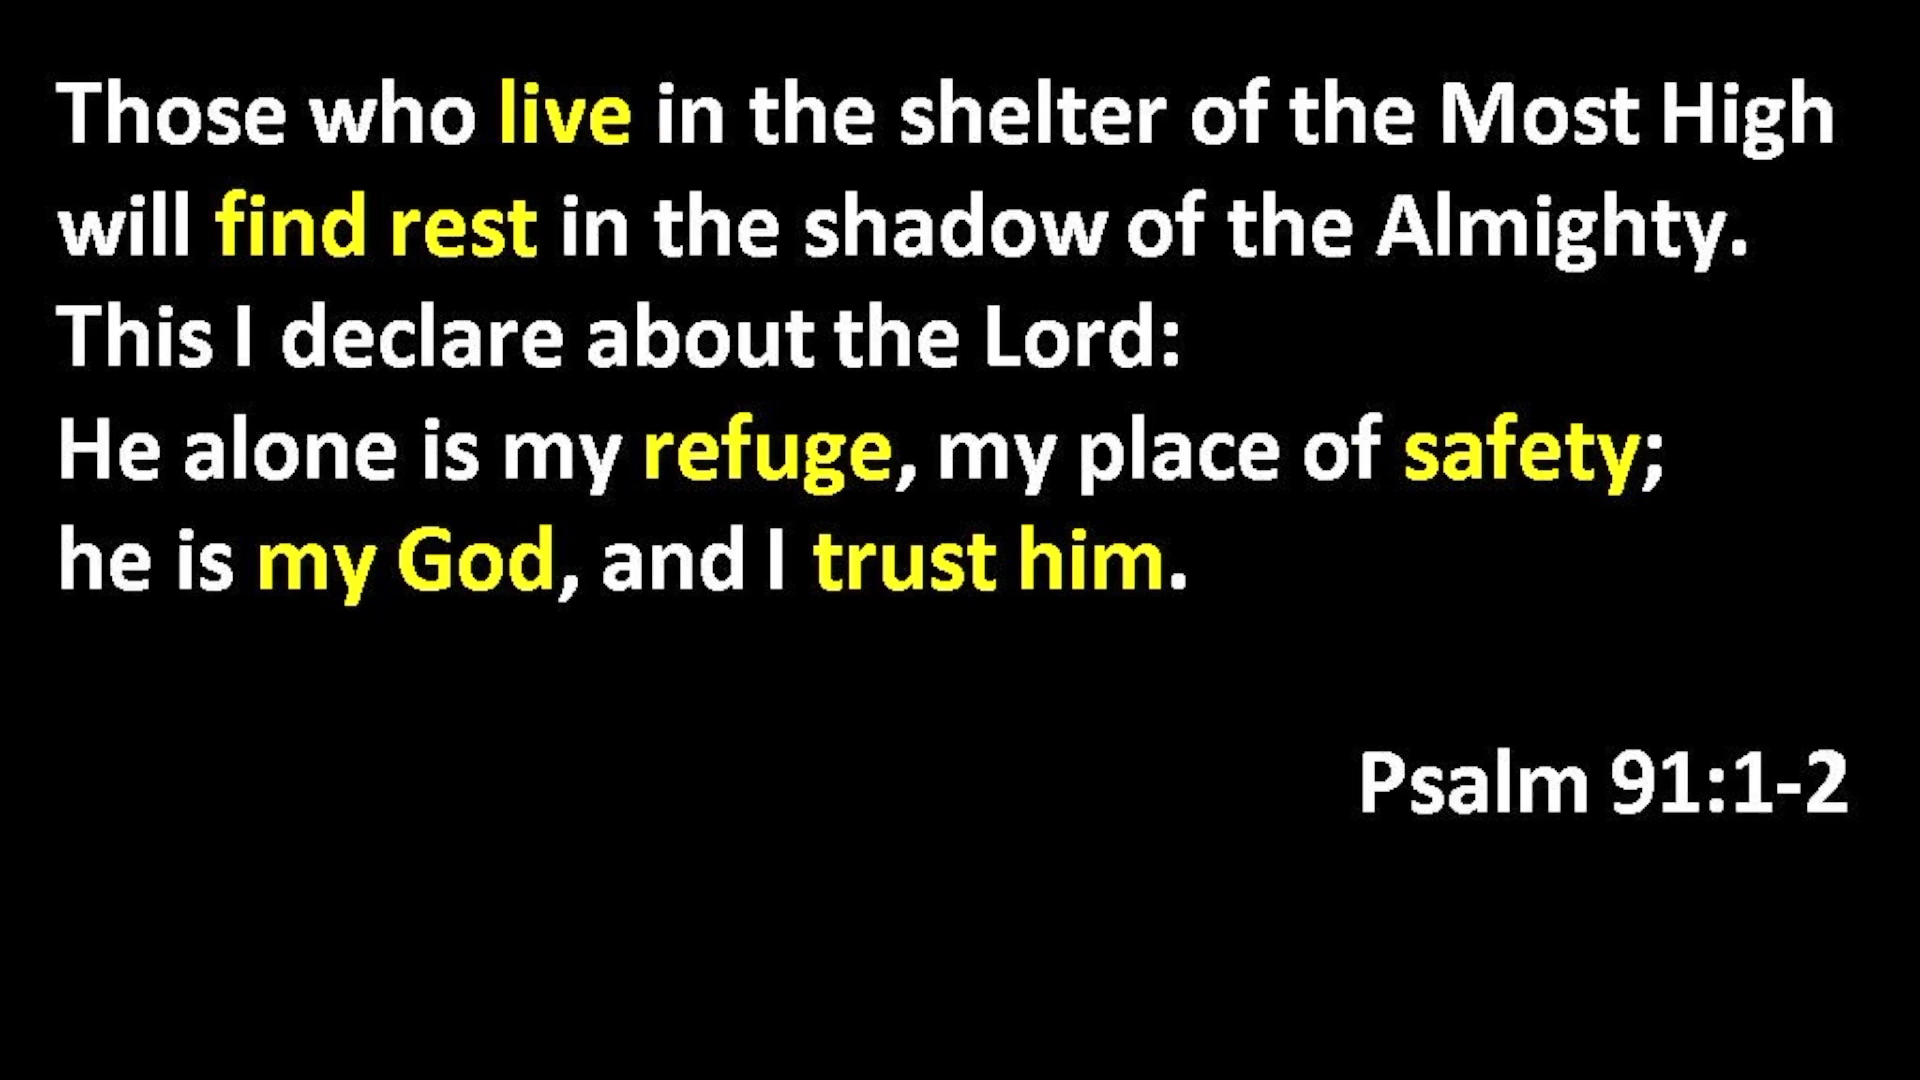 Those who live in the shelter of the Most High
will find rest in the shadow of the Almighty.
This I declare about the Lord:
He alone is my refuge, my place of safety;
he is my God, and I trust him.
Psalm 91:1-2